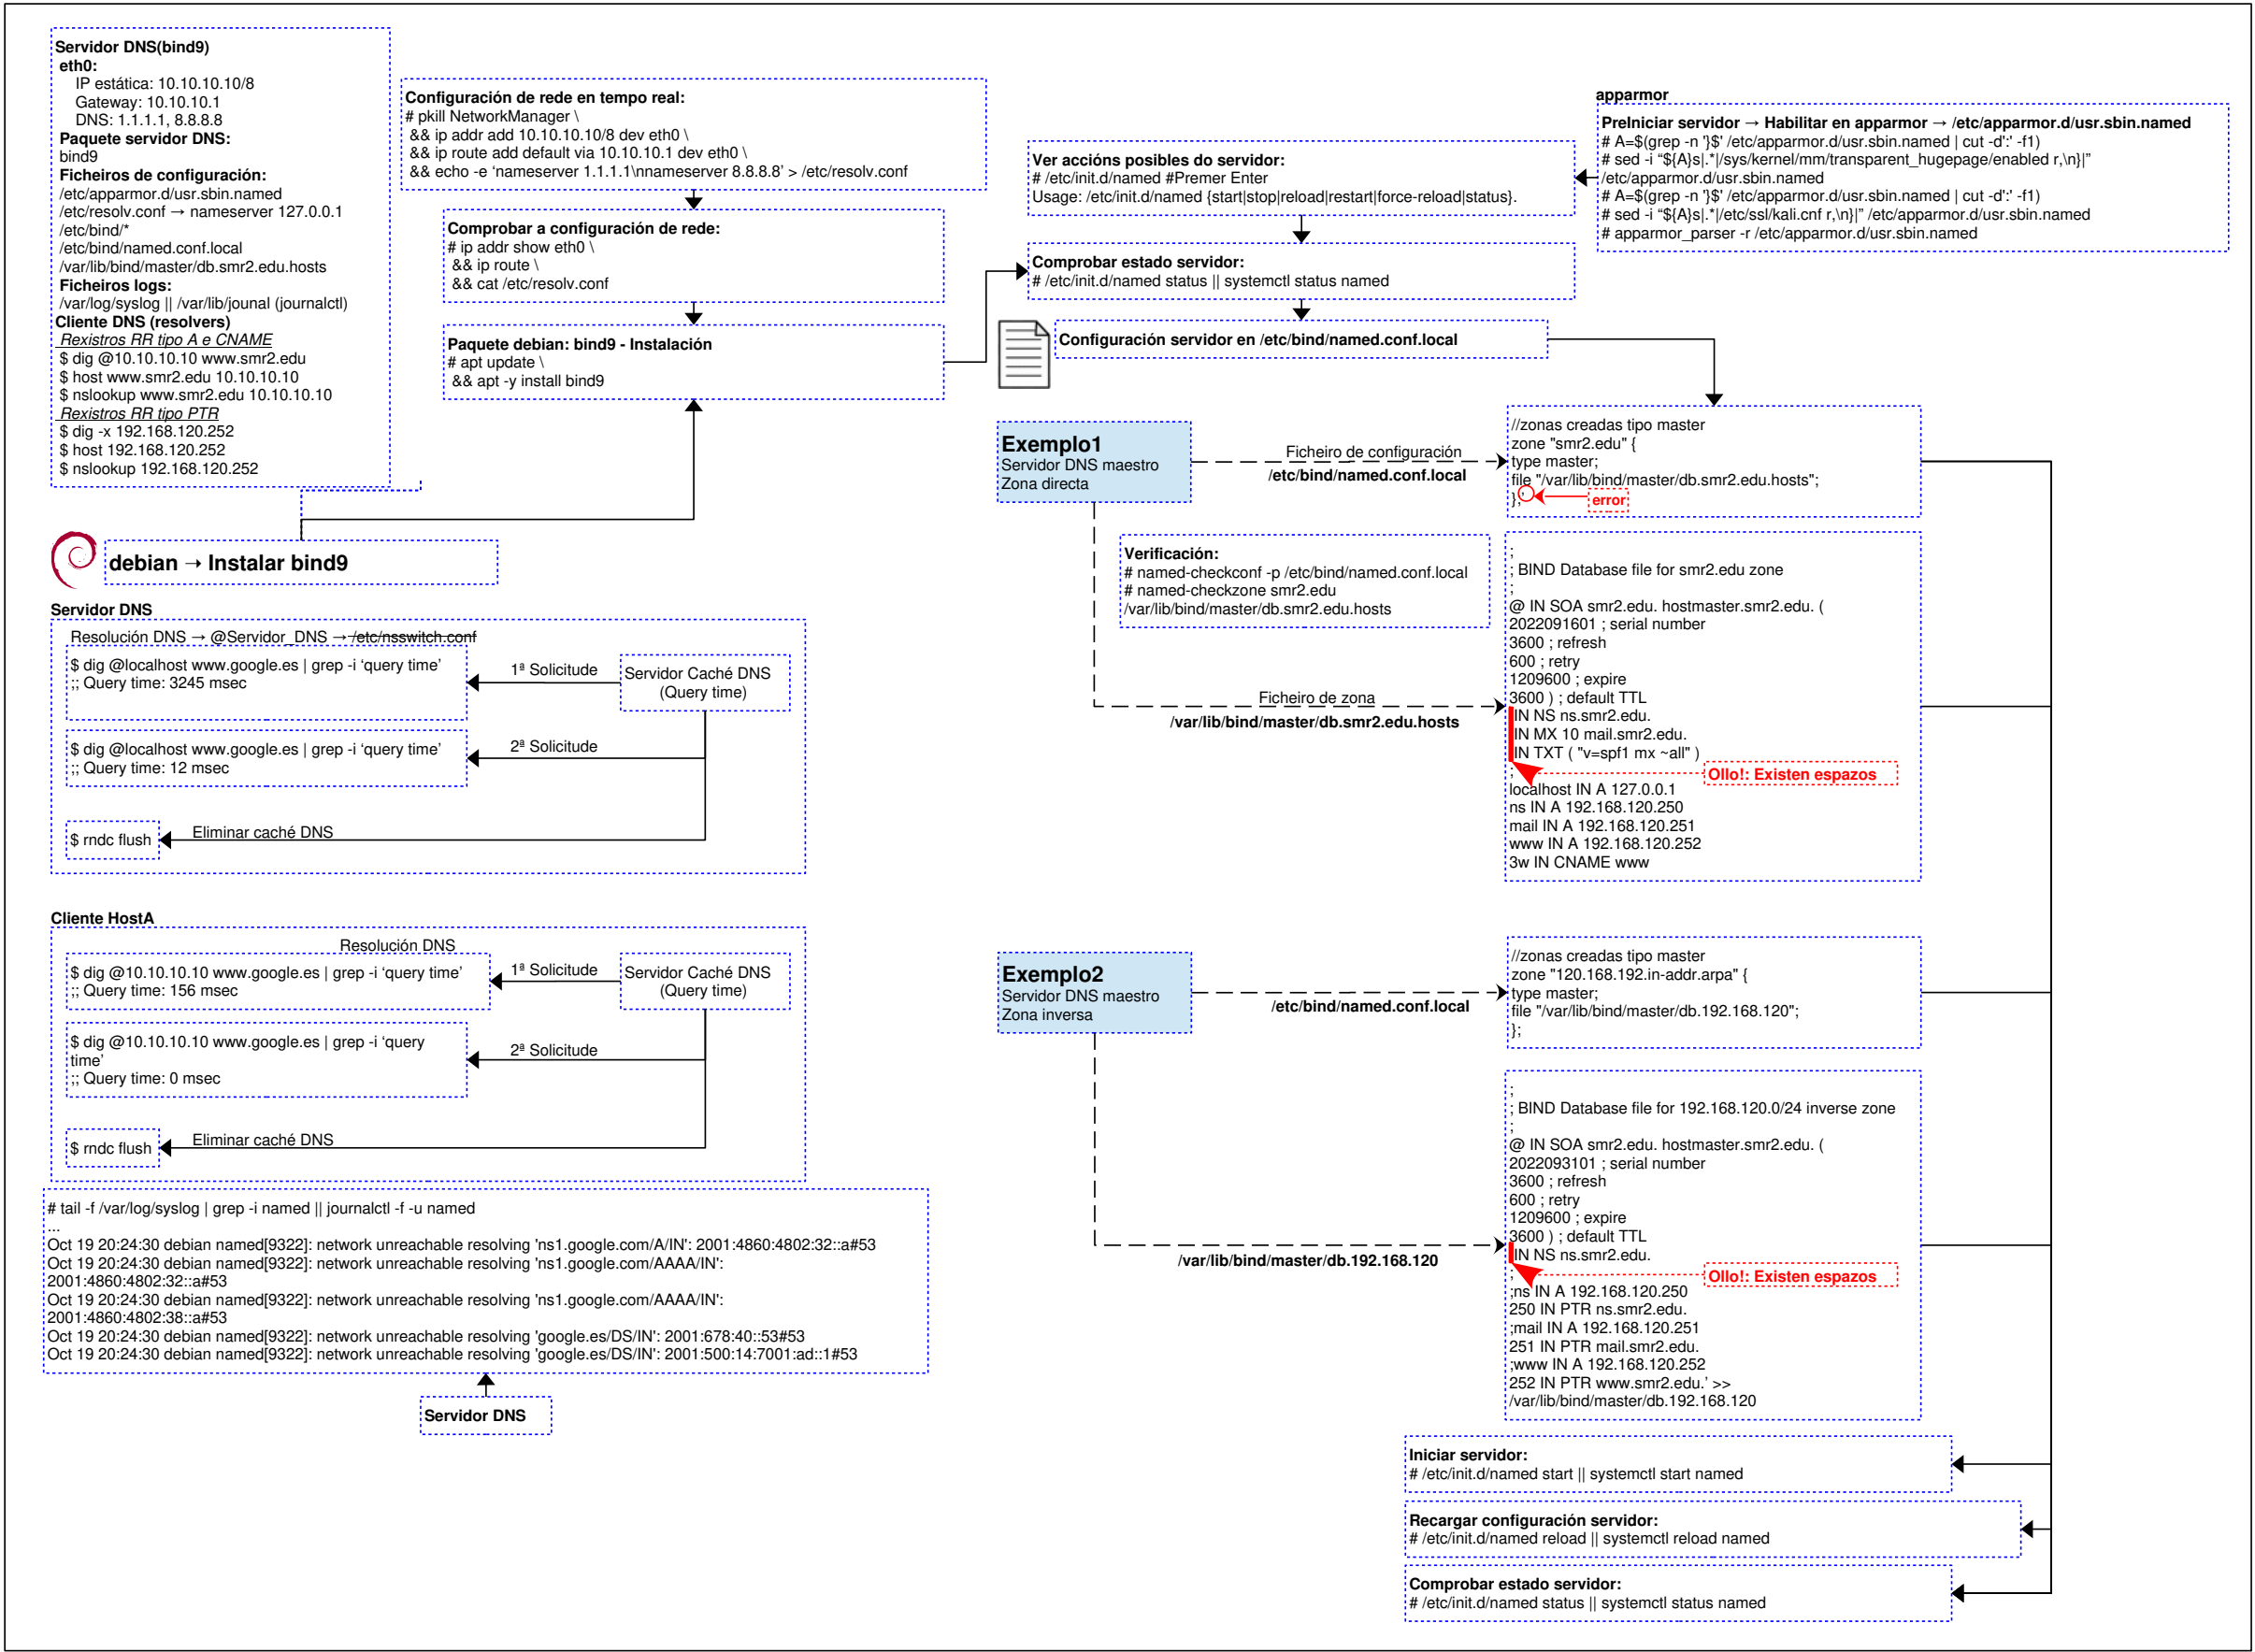 Servidor DNS(bind9)
eth0:
IP estática: 10.10.10.10/8
Gateway: 10.10.10.1
DNS: 1.1.1.1, 8.8.8.8
Paquete servidor DNS:
bind9
Ficheiros de configuración:
/etc/apparmor.d/usr.sbin.named
/etc/resolv.conf → nameserver 127.0.0.1
/etc/bind/*
/etc/bind/named.conf.local
/var/lib/bind/master/db.smr2.edu.hosts
Ficheiros logs:
/var/log/syslog || /var/lib/jounal (journalctl)
Cliente DNS (resolvers)
Rexistros RR tipo A e CNAME
$ dig @10.10.10.10 www.smr2.edu
$ host www.smr2.edu 10.10.10.10
$ nslookup www.smr2.edu 10.10.10.10
Rexistros RR tipo PTR
$ dig -x 192.168.120.252
$ host 192.168.120.252
$ nslookup 192.168.120.252
Configuración de rede en tempo real:
# pkill NetworkManager \
&& ip addr add 10.10.10.10/8 dev eth0 \
&& ip route add default via 10.10.10.1 dev eth0 \
&& echo -e ‘nameserver 1.1.1.1\nnameserver 8.8.8.8’ > /etc/resolv.conf
Comprobar a configuración de rede:
# ip addr show eth0 \
&& ip route \
&& cat /etc/resolv.conf
Paquete debian: bind9 - Instalación
# apt update \
&& apt -y install bind9
debian → Instalar bind9
apparmor
PreIniciar servidor → Habilitar en apparmor → /etc/apparmor.d/usr.sbin.named
# A=$(grep -n '}$' /etc/apparmor.d/usr.sbin.named | cut -d':' -f1)
# sed -i “${A}s|.*|/sys/kernel/mm/transparent_hugepage/enabled r,\n}|”
/etc/apparmor.d/usr.sbin.named
# A=$(grep -n '}$' /etc/apparmor.d/usr.sbin.named | cut -d':' -f1)
# sed -i “${A}s|.*|/etc/ssl/kali.cnf r,\n}|” /etc/apparmor.d/usr.sbin.named
# apparmor_parser -r /etc/apparmor.d/usr.sbin.named
Ver accións posibles do servidor:
# /etc/init.d/named #Premer Enter
Usage: /etc/init.d/named {start|stop|reload|restart|force-reload|status}.
Comprobar estado servidor:
# /etc/init.d/named status || systemctl status named
Configuración servidor en /etc/bind/named.conf.local
Exemplo1
Servidor DNS maestro
Zona directa
Ficheiro de configuración
/etc/bind/named.conf.local
//zonas creadas tipo master
zone "smr2.edu" {
type master;
file "/var/lib/bind/master/db.smr2.edu.hosts";
};'
error
Verificación:
# named-checkconf -p /etc/bind/named.conf.local
# named-checkzone smr2.edu
/var/lib/bind/master/db.smr2.edu.hosts
Ficheiro de zona
/var/lib/bind/master/db.smr2.edu.hosts
;
; BIND Database file for smr2.edu zone
;
@ IN SOA smr2.edu. hostmaster.smr2.edu. (
2022091601 ; serial number
3600 ; refresh
600 ; retry
1209600 ; expire
3600 ) ; default TTL
IN NS ns.smr2.edu.
IN MX 10 mail.smr2.edu.
IN TXT ( "v=spf1 mx ~all" )
;
Ollo!: Existen espazos
localhost IN A 127.0.0.1
ns IN A 192.168.120.250
mail IN A 192.168.120.251
www IN A 192.168.120.252
3w IN CNAME www
Servidor DNS
Resolución DNS → @Servidor_DNS → /etc/nsswitch.conf
$ dig @localhost www.google.es | grep -i ‘query time’
;; Query time: 3245 msec
1ª Solicitude
Servidor Caché DNS
(Query time)
$ dig @localhost www.google.es | grep -i ‘query time’
;; Query time: 12 msec
2ª Solicitude
$ rndc flush
Eliminar caché DNS
Cliente HostA
Resolución DNS
$ dig @10.10.10.10 www.google.es | grep -i ‘query time’
;; Query time: 156 msec
1ª Solicitude
Servidor Caché DNS
(Query time)
$ dig @10.10.10.10 www.google.es | grep -i ‘query
time’
;; Query time: 0 msec
2ª Solicitude
$ rndc flush
Eliminar caché DNS
# tail -f /var/log/syslog | grep -i named || journalctl -f -u named
...
Oct 19 20:24:30 debian named[9322]: network unreachable resolving 'ns1.google.com/A/IN': 2001:4860:4802:32::a#53
Oct 19 20:24:30 debian named[9322]: network unreachable resolving 'ns1.google.com/AAAA/IN':
2001:4860:4802:32::a#53
Oct 19 20:24:30 debian named[9322]: network unreachable resolving 'ns1.google.com/AAAA/IN':
2001:4860:4802:38::a#53
Oct 19 20:24:30 debian named[9322]: network unreachable resolving 'google.es/DS/IN': 2001:678:40::53#53
Oct 19 20:24:30 debian named[9322]: network unreachable resolving 'google.es/DS/IN': 2001:500:14:7001:ad::1#53
Servidor DNS
Exemplo2
Servidor DNS maestro
Zona inversa
/etc/bind/named.conf.local
//zonas creadas tipo master
zone "120.168.192.in-addr.arpa" {
type master;
file "/var/lib/bind/master/db.192.168.120";
};
/var/lib/bind/master/db.192.168.120
;
; BIND Database file for 192.168.120.0/24 inverse zone
;
@ IN SOA smr2.edu. hostmaster.smr2.edu. (
2022093101 ; serial number
3600 ; refresh
600 ; retry
1209600 ; expire
3600 ) ; default TTL
IN NS ns.smr2.edu.
;
Ollo!: Existen espazos
;ns IN A 192.168.120.250
250 IN PTR ns.smr2.edu.
;mail IN A 192.168.120.251
251 IN PTR mail.smr2.edu.
;www IN A 192.168.120.252
252 IN PTR www.smr2.edu.’ >>
/var/lib/bind/master/db.192.168.120
Iniciar servidor:
# /etc/init.d/named start || systemctl start named
Recargar configuración servidor:
# /etc/init.d/named reload || systemctl reload named
Comprobar estado servidor:
# /etc/init.d/named status || systemctl status named